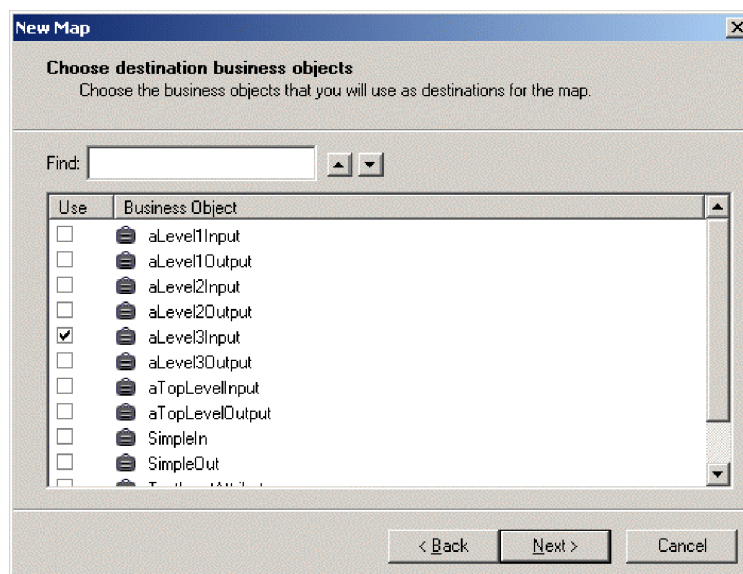 New Map
Choose destination business objects
Choose the business objects that you will use as destinations for the map.
Find:
Use Business Object
aLevel1Input
aLevel1Output
aLevel2Input
aLevel2Output
aLevel3Input
aLevel3Output
aTopLevelInput
aTopLevelOutput
SimpleIn
SimpleOut
< Back Next > Cancel